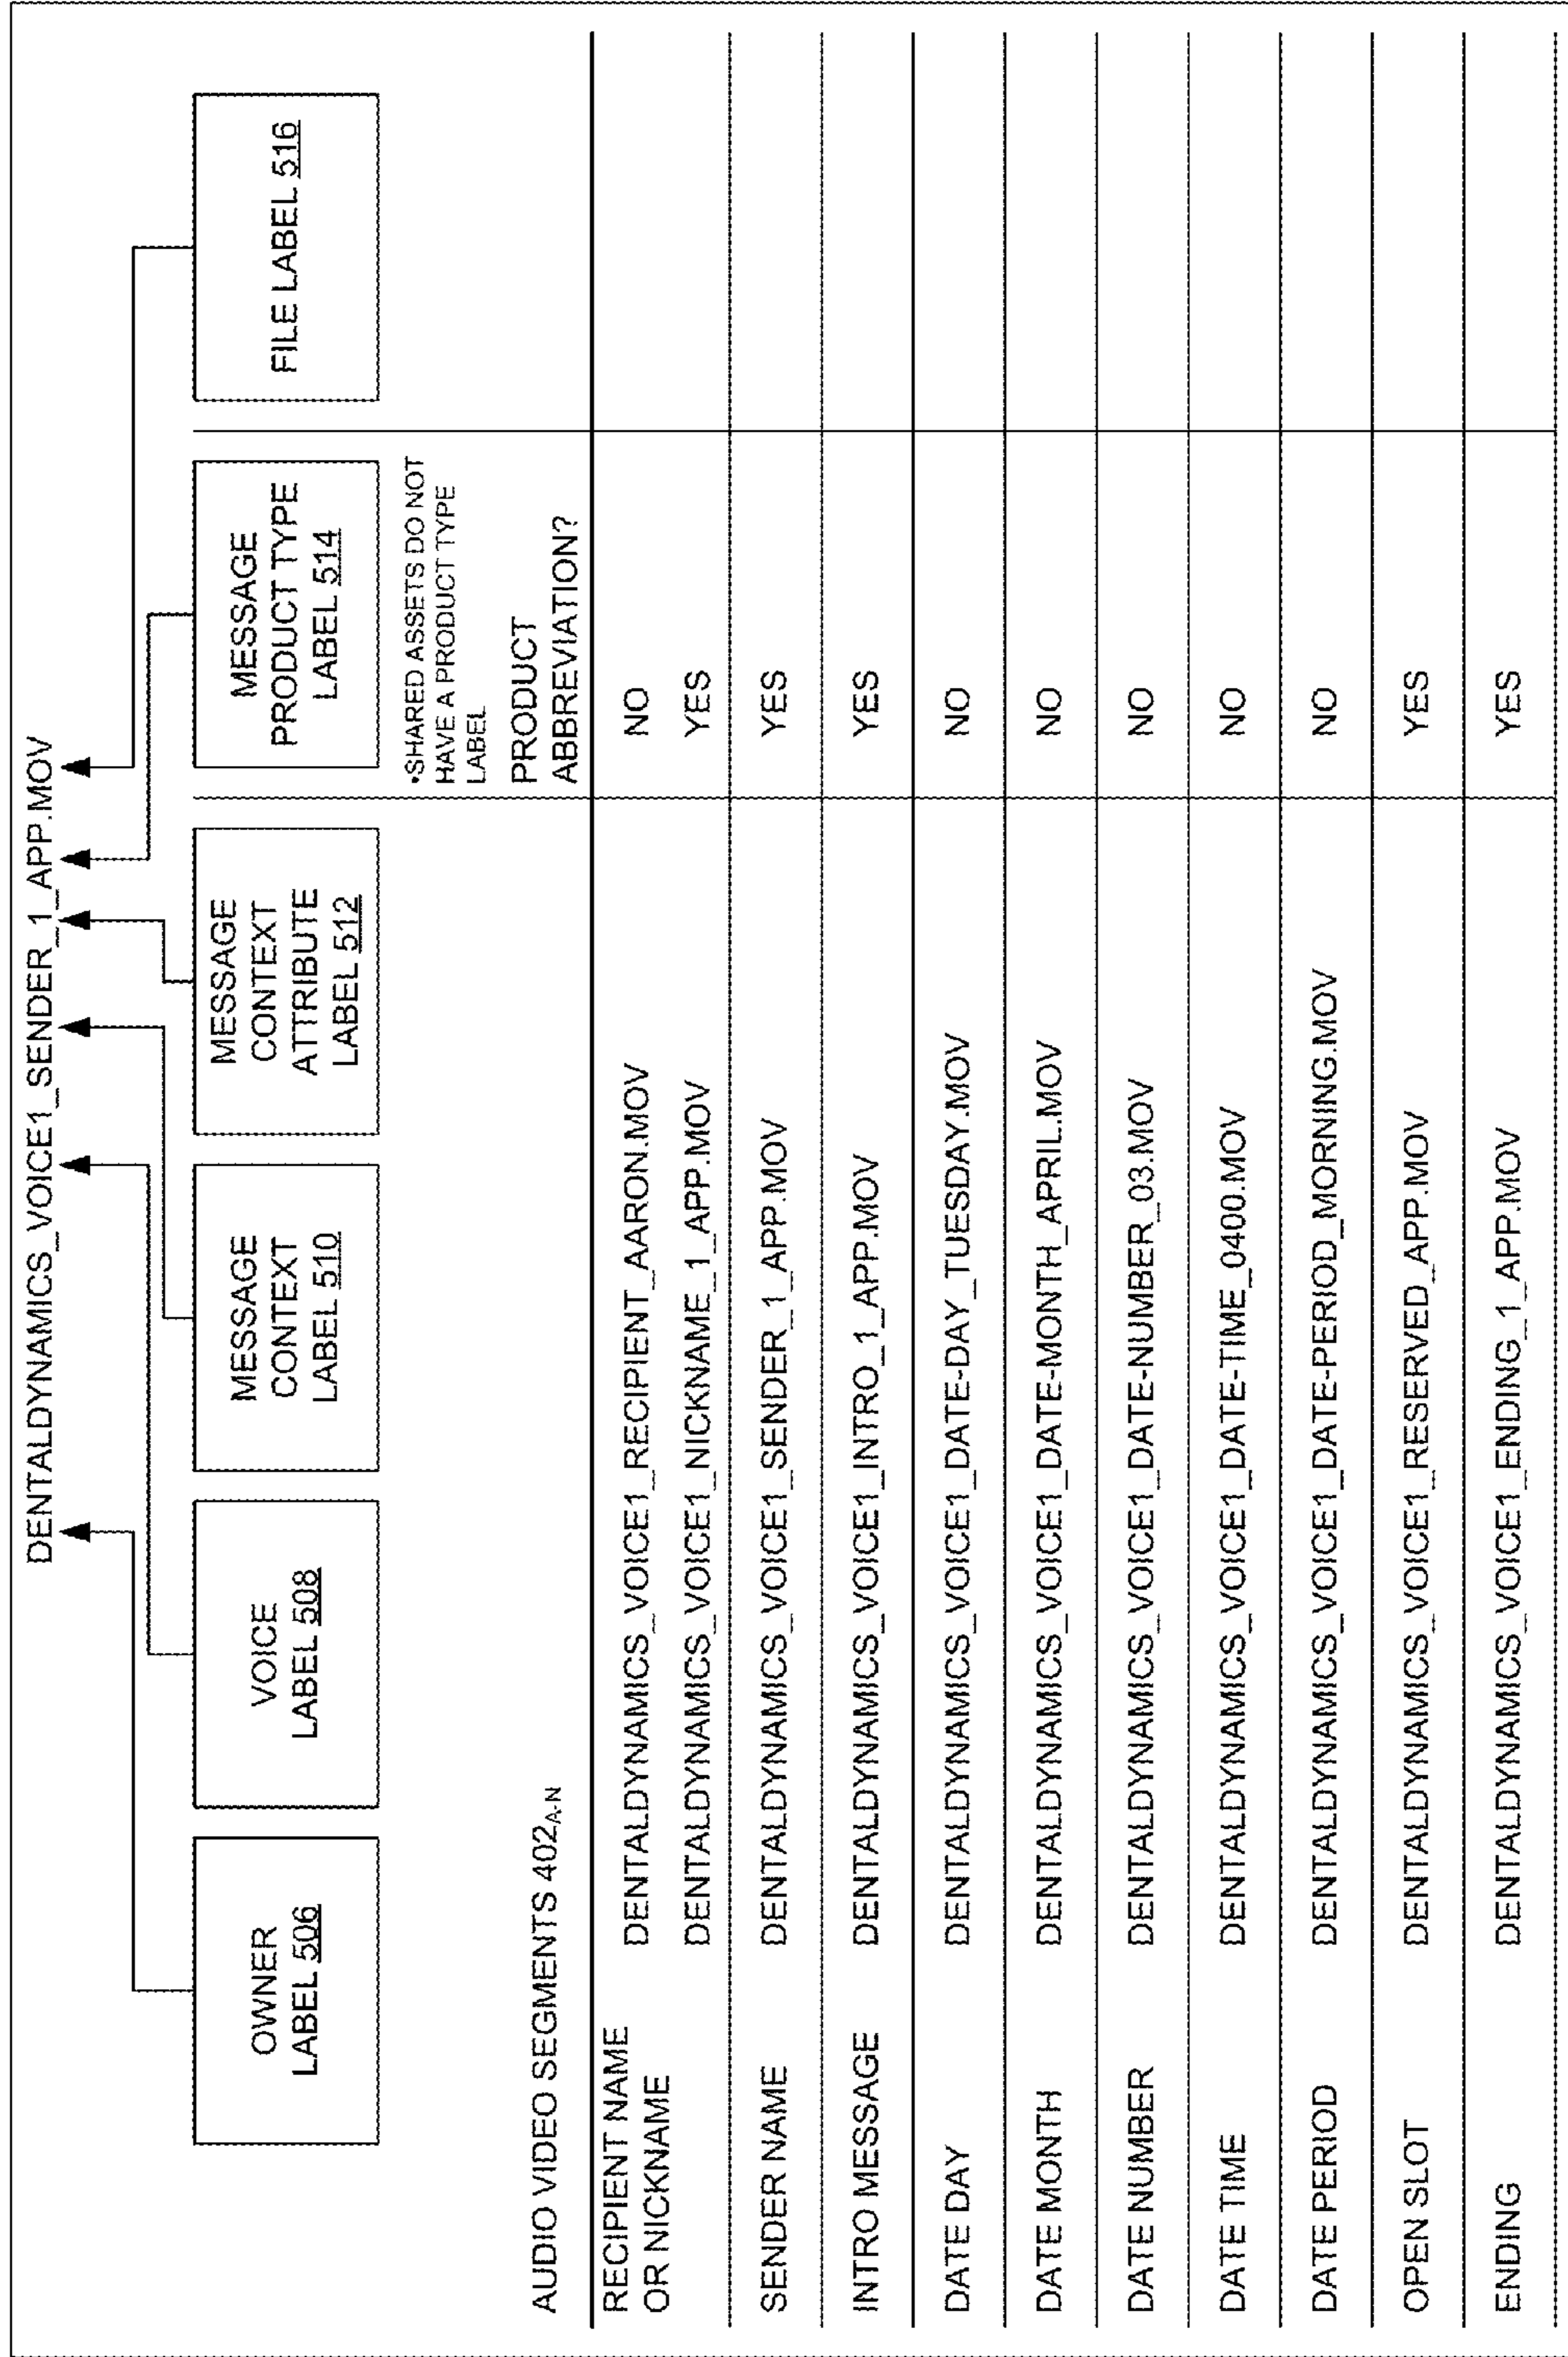 DENTALDYNAMICS_VOICE1_SENDER_1_APP.MOV
OWNER
LABEL 506
VOICE
LABEL 508
MESSAGE
CONTEXT
LABEL 510
MESSAGE
CONTEXT
ATTRIBUTE
LABEL 512
MESSAGE
PRODUCT TYPE
LABEL 514
FILE LABEL 516
•SHARED ASSETS DO NOT
HAVE A PRODUCT TYPE
LABEL
AUDIO VIDEO SEGMENTS 402A-N
PRODUCT
ABBREVIATION?
RECIPIENT NAME
OR NICKNAME
DENTALDYNAMICS_VOICE1_RECIPIENT_AARON.MOV NO
DENTALDYNAMICS_VOICE1_NICKNAME_1_APP.MOV YES
SENDER NAME DENTALDYNAMICS_VOICE1_SENDER_1_APP.MOV YES
INTRO MESSAGE DENTALDYNAMICS_VOICE1_INTRO_1_APP.MOV YES
DATE DAY DENTALDYNAMICS_VOICE1_DATE-DAY_TUESDAY.MOV NO
DATE MONTH DENTALDYNAMICS_VOICE1_DATE-MONTH_APRIL.MOV NO
DATE NUMBER DENTALDYNAMICS_VOICE1_DATE-NUMBER_03.MOV NO
DATE TIME DENTALDYNAMICS_VOICE1_DATE-TIME_0400.MOV NO
DATE PERIOD DENTALDYNAMICS_VOICE1_DATE-PERIOD_MORNING.MOV NO
OPEN SLOT DENTALDYNAMICS_VOICE1_RESERVED_APP.MOV YES
ENDING DENTALDYNAMICS_VOICE1_ENDING_1_APP.MOV YES